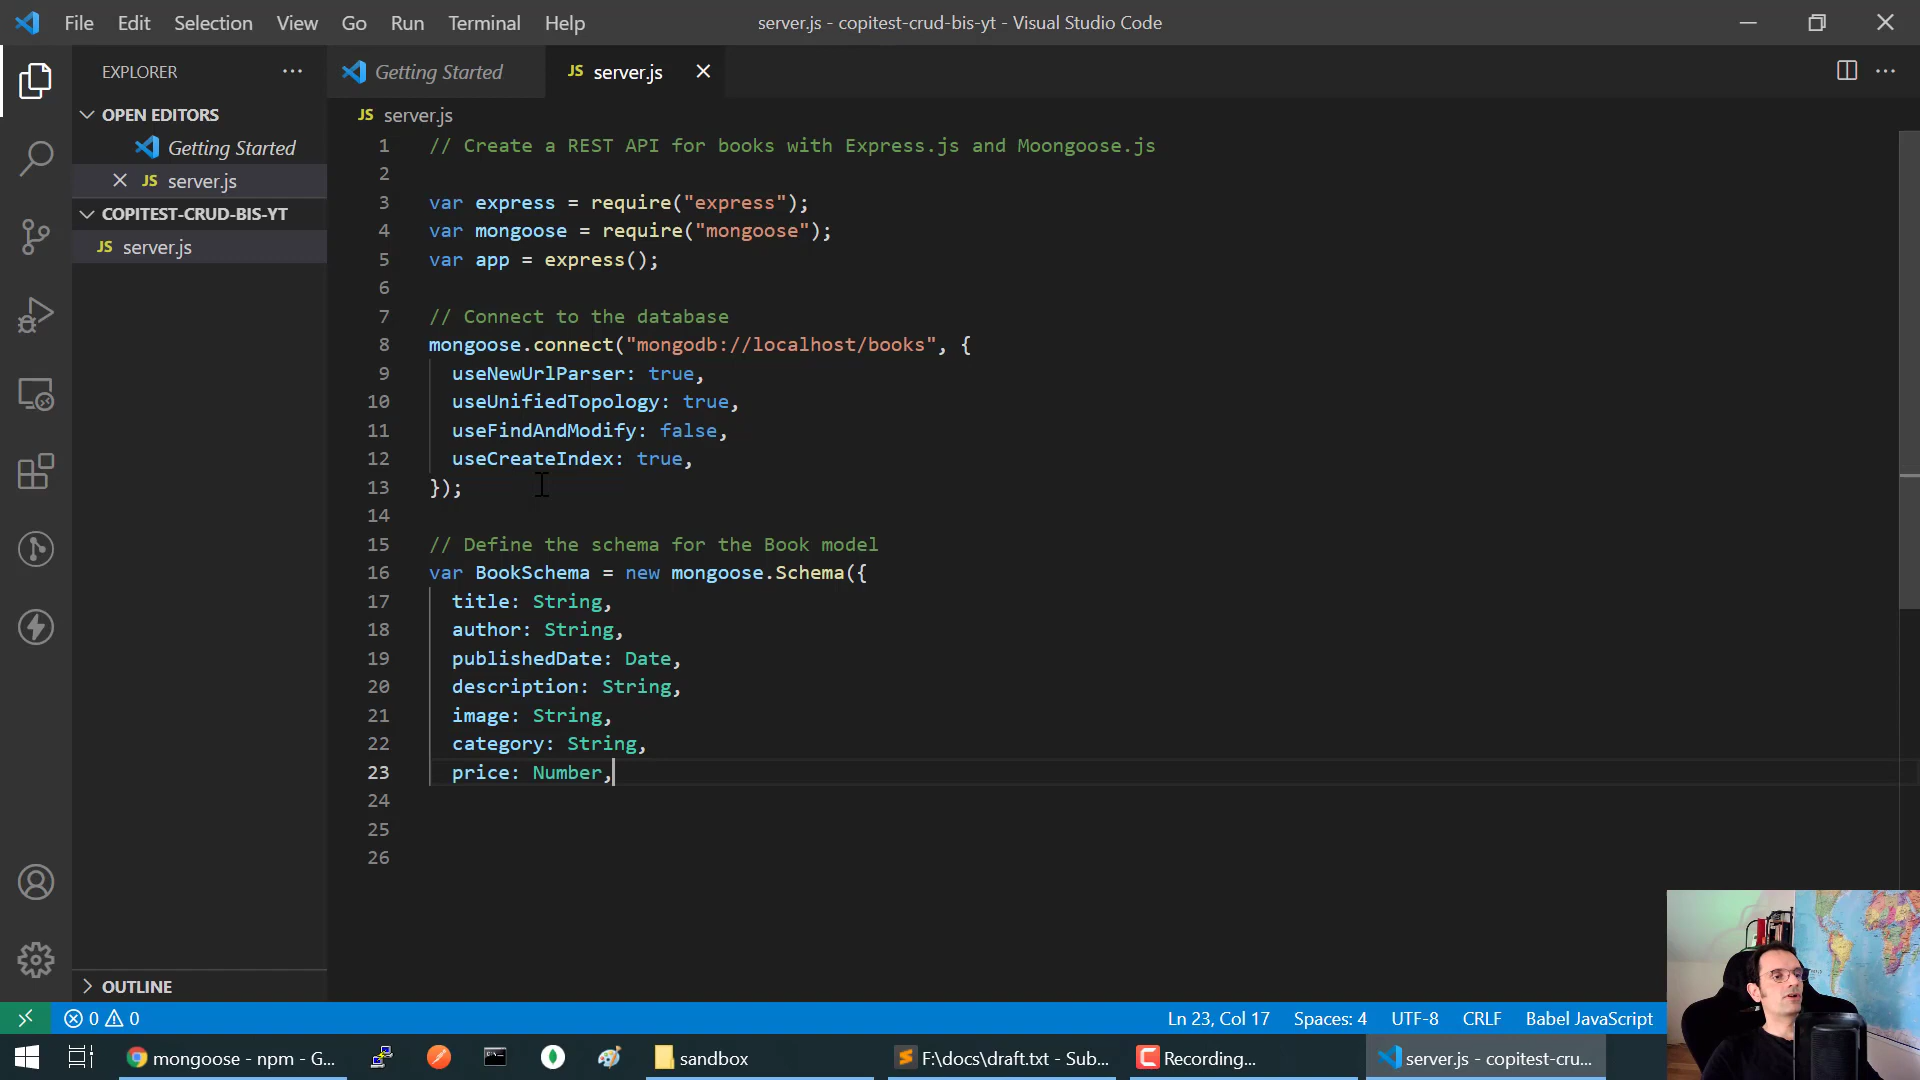 File Edit Selection View Go Run Terminal Help
server.js - copitest-crud-bis-yt - Visual Studio Code
EXPLORER
OPEN EDITORS
Getting Started
JS server.js
COPITEST-CRUD-BIS-YT
JS server.js
OUTLINE
Getting Started
JS server.js
JS server.js
1 // Create a REST API for books with Express.js and Moongoose.js
2
3 var express = require("express");
4 var mongoose = require("mongoose");
5 var app = express();
6
7 // Connect to the database
8 mongoose.connect("mongodb://localhost/books", {
9 useNewUrlParser: true,
10 useUnifiedTopology: true,
11 useFindAndModify: false,
12 useCreateIndex: true,
13 });
14
15 // Define the schema for the Book model
16 var BookSchema = new mongoose.Schema({
17 title: String,
18 author: String,
19 publishedDate: Date,
20 description: String,
21 image: String,
22 category: String,
23 price: Number,
24
25
26
0 0 Ln 23, Col 17 Spaces: 4 UTF-8 CRLF Babel JavaScript
mongoose - npm - G... sandbox F:\docs\draft.txt - Sub... Recording... server.js - copitest-cru...